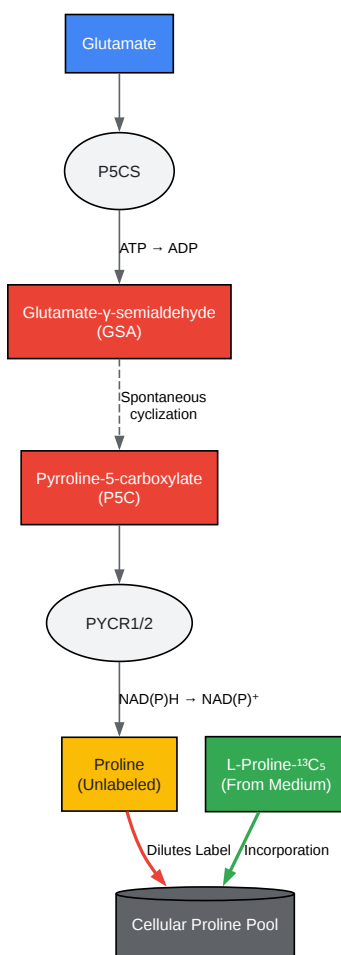 Glutamate
P5CS
ATP → ADP
Glutamate-γ-semialdehyde
(GSA)
Spontaneous
cyclization
Pyrroline-5-carboxylate
(P5C)
PYCR1/2
NAD(P)H → NAD(P)⁺
Proline
(Unlabeled)
L-Proline-¹³C₅
(From Medium)
Dilutes Label
Incorporation
Cellular Proline Pool